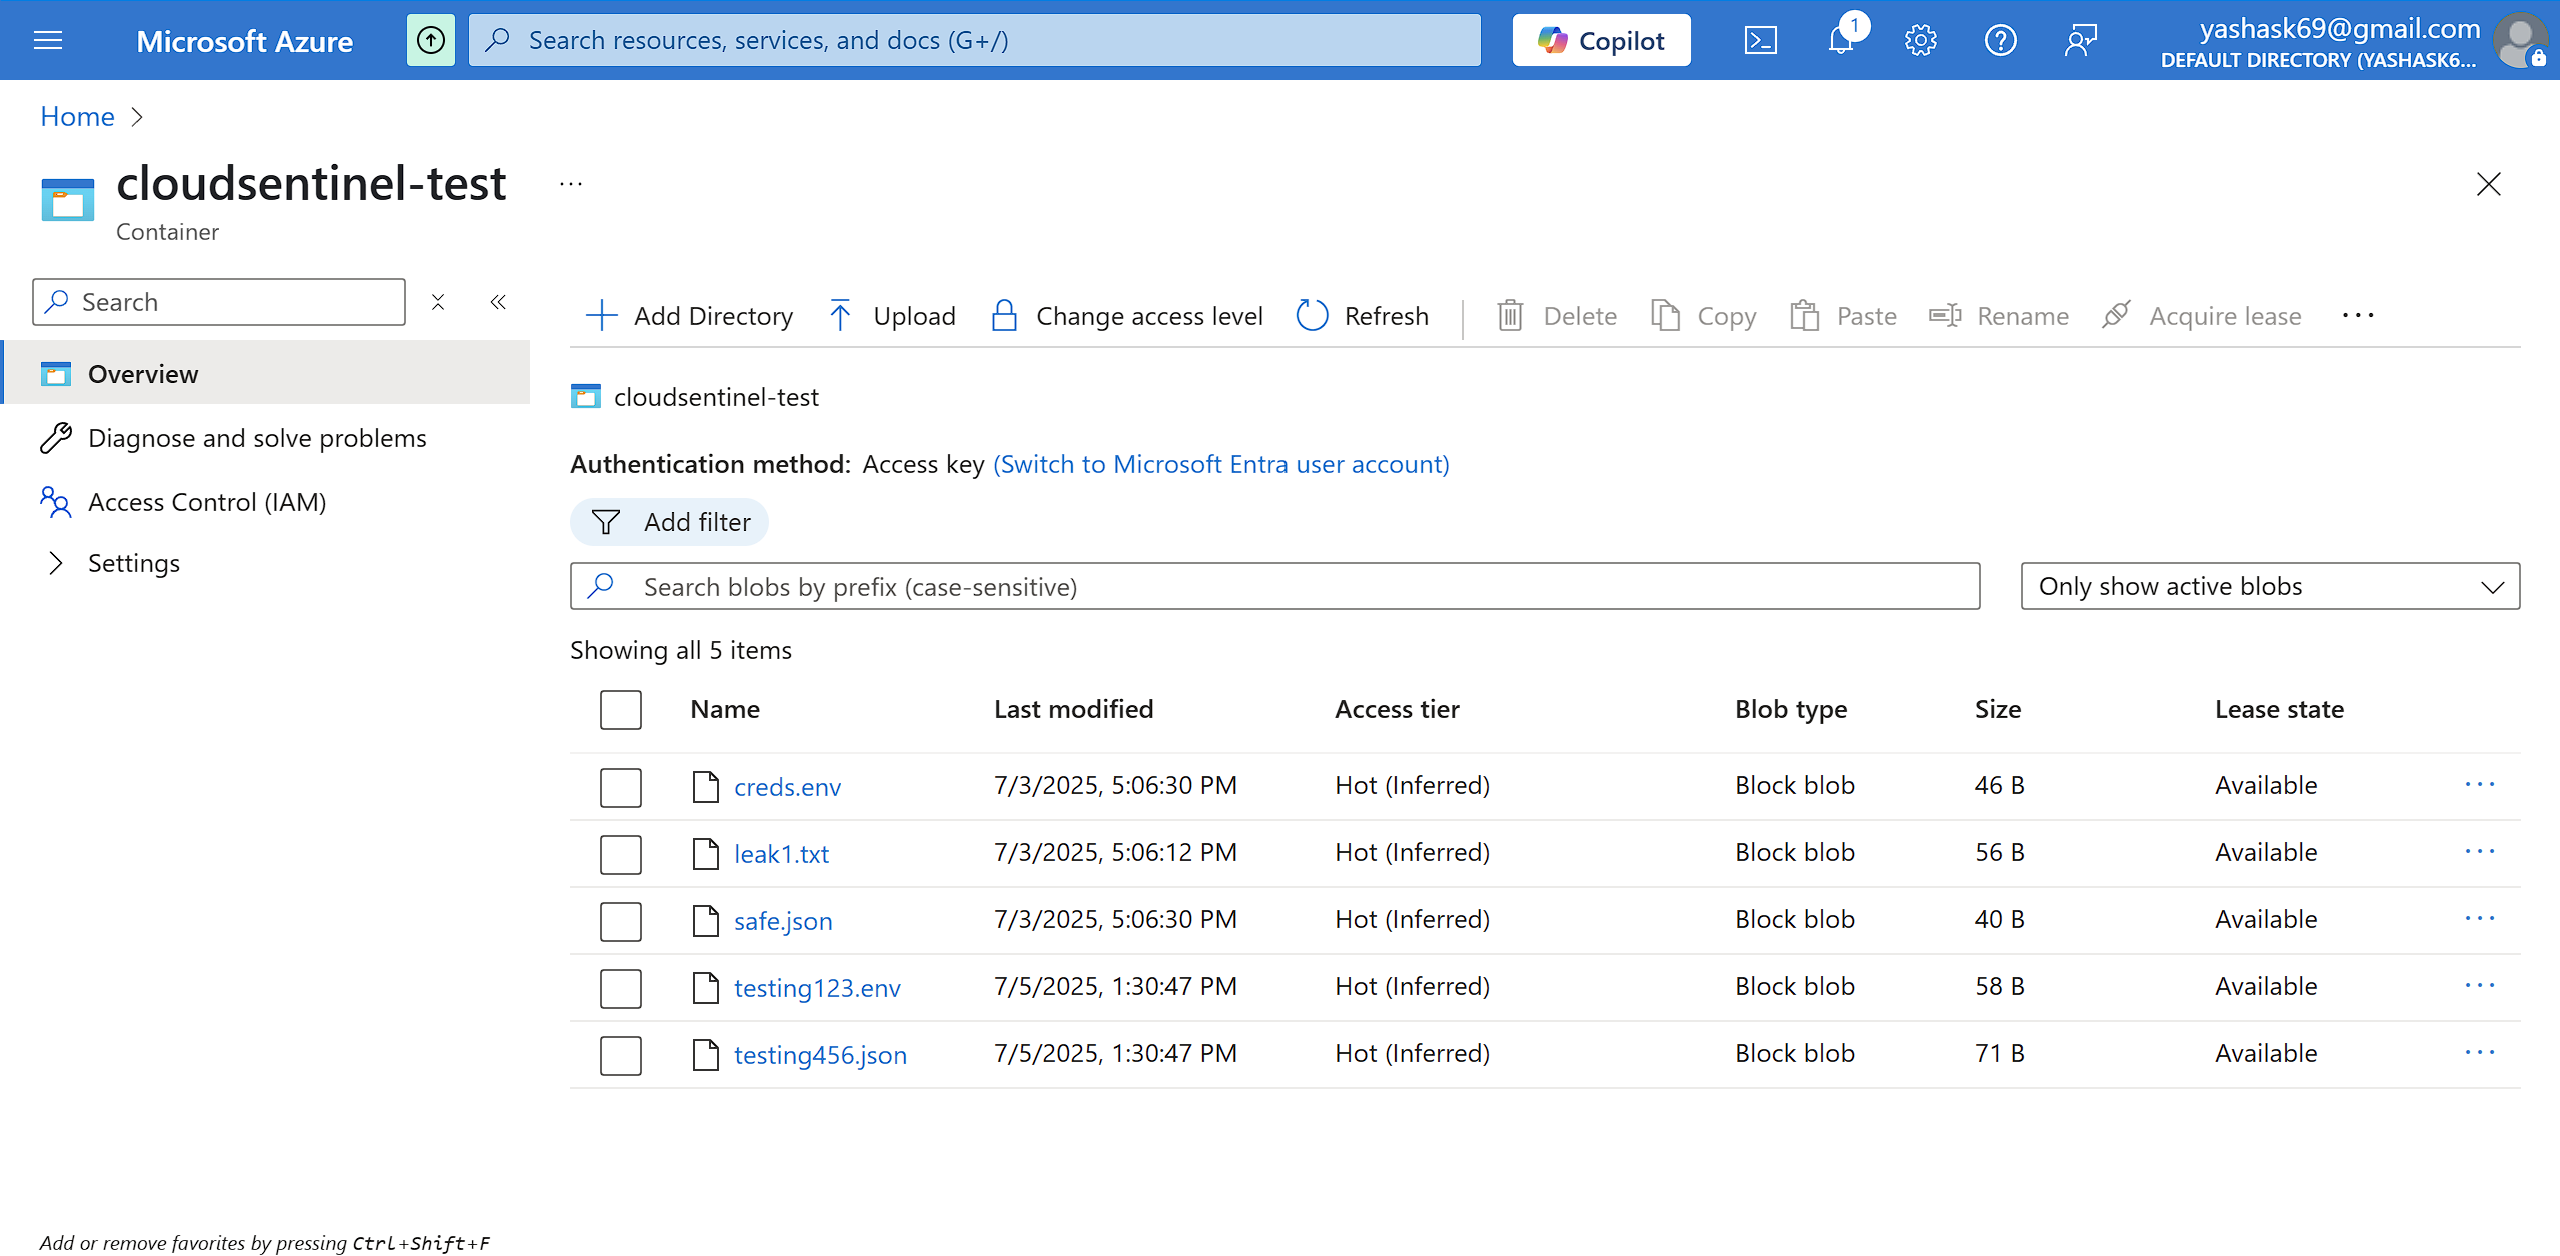 Microsoft Azure
Search resources, services, and docs (G+/)
Copilot
1
yashask69@gmail.com
DEFAULT DIRECTORY (YASHASK6...
Home
cloudsentinel-test
...
Container
Search
Overview
Diagnose and solve problems
Access Control (IAM)
Settings
Add Directory
Upload
Change access level
Refresh
Delete
Copy
Paste
Rename
Acquire lease
...
cloudsentinel-test
Authentication method: Access key (Switch to Microsoft Entra user account)
Add filter
Search blobs by prefix (case-sensitive)
Only show active blobs
Showing all 5 items
Name Last modified Access tier Blob type Size Lease state
creds.env 7/3/2025, 5:06:30 PM Hot (Inferred) Block blob 46 B Available ...
leak1.txt 7/3/2025, 5:06:12 PM Hot (Inferred) Block blob 56 B Available ...
safe.json 7/3/2025, 5:06:30 PM Hot (Inferred) Block blob 40 B Available ...
testing123.env 7/5/2025, 1:30:47 PM Hot (Inferred) Block blob 58 B Available ...
testing456.json 7/5/2025, 1:30:47 PM Hot (Inferred) Block blob 71 B Available ...
Add or remove favorites by pressing Ctrl+Shift+F